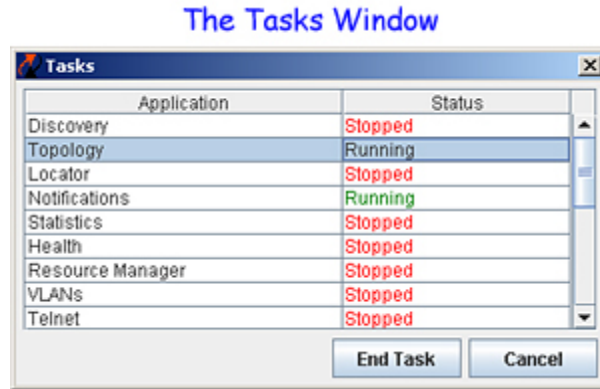 The Tasks Window
Tasks
Application Status
Discovery Stopped
Topology Running
Locator Stopped
Notifications Running
Statistics Stopped
Health Stopped
Resource Manager Stopped
VLANs Stopped
Telnet Stopped
End Task Cancel